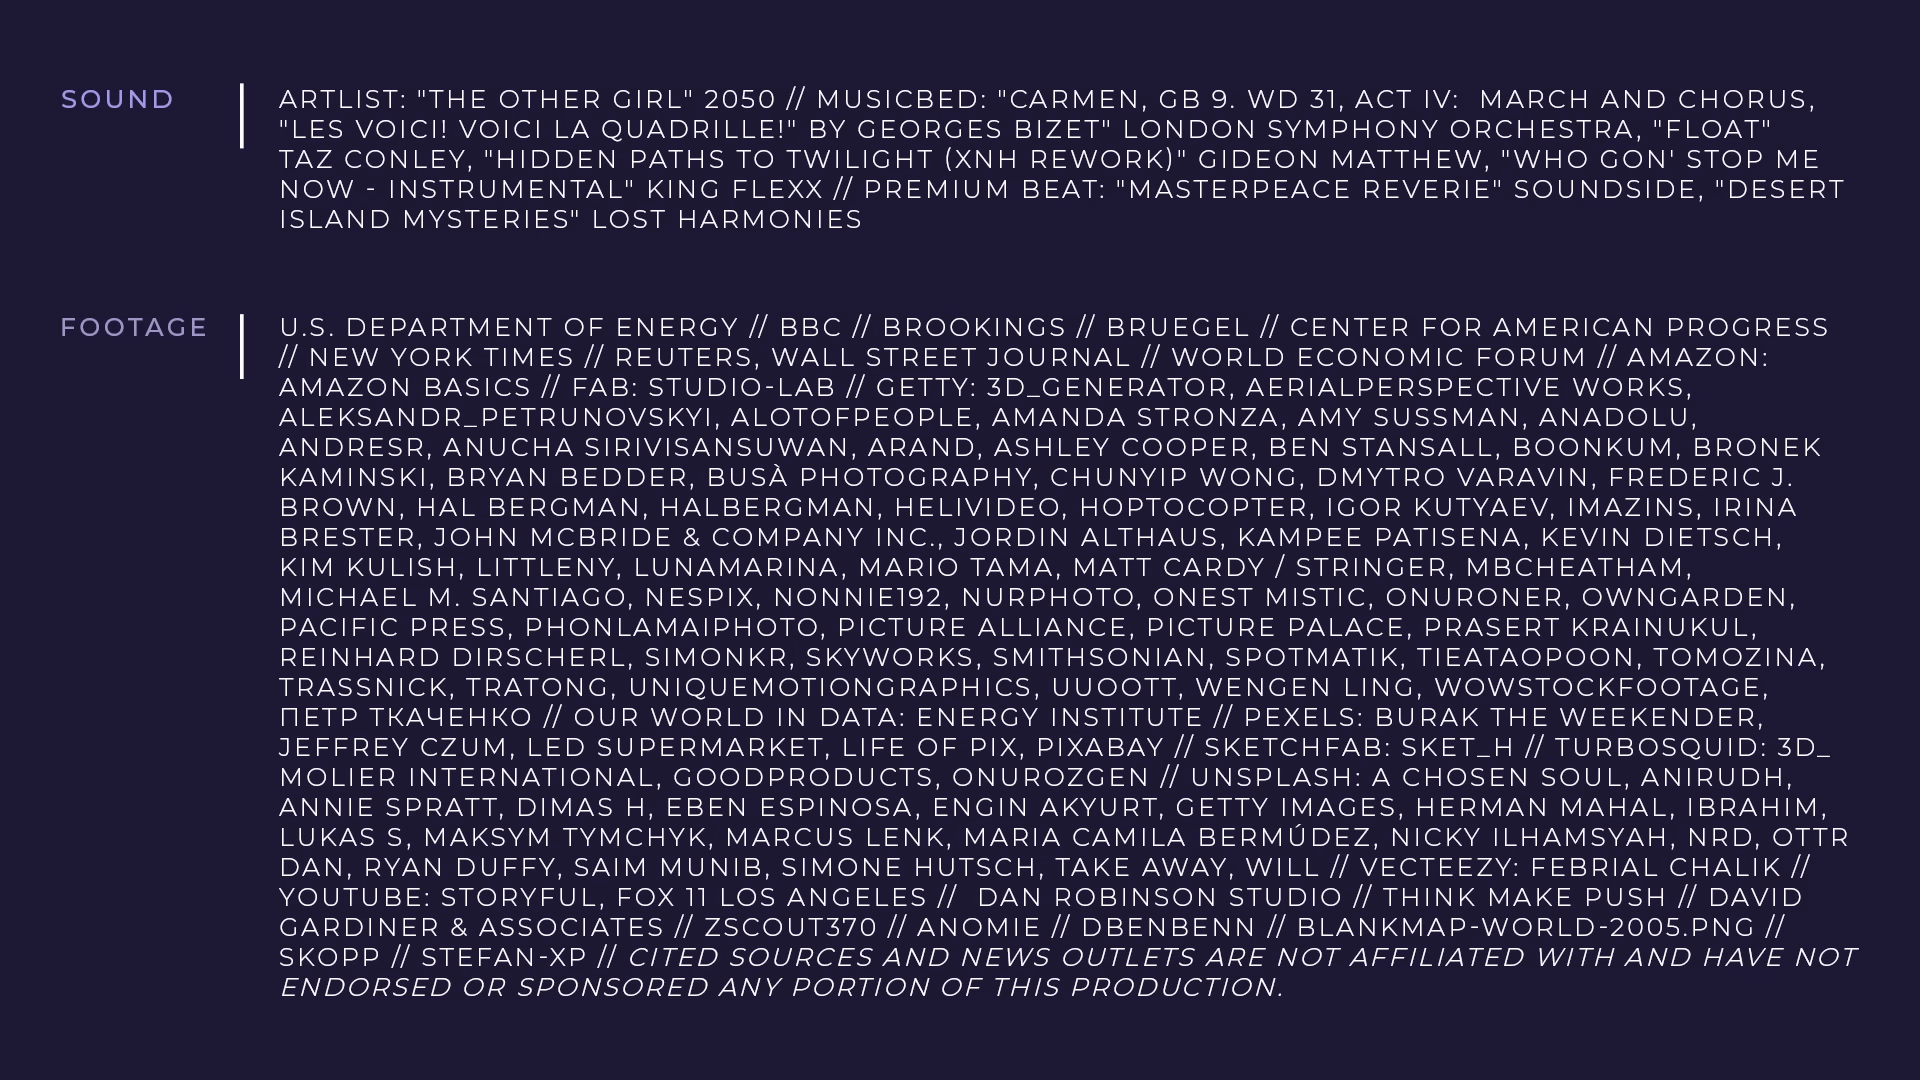 SOUND
ARTLIST: "THE OTHER GIRL" 2050 // MUSICBED: "CARMEN, GB 9. WD 31, ACT IV:  MARCH AND CHORUS,
"LES VOICI! VOICI LA QUADRILLE!" BY GEORGES BIZET" LONDON SYMPHONY ORCHESTRA, "FLOAT"
TAZ CONLEY, "HIDDEN PATHS TO TWILIGHT (XNH REWORK)" GIDEON MATTHEW, "WHO GON' STOP ME
NOW - INSTRUMENTAL" KING FLEXX // PREMIUM BEAT: "MASTERPEACE REVERIE" SOUNDSIDE, "DESERT
ISLAND MYSTERIES" LOST HARMONIES
FOOTAGE
U.S. DEPARTMENT OF ENERGY // BBC // BROOKINGS // BRUEGEL // CENTER FOR AMERICAN PROGRESS
// NEW YORK TIMES // REUTERS, WALL STREET JOURNAL // WORLD ECONOMIC FORUM // AMAZON:
AMAZON BASICS // FAB: STUDIO-LAB // GETTY: 3D_GENERATOR, AERIALPERSPECTIVE WORKS,
ALEKSANDR_PETRUNOVSKYI, ALOTOFPEOPLE, AMANDA STRONZA, AMY SUSSMAN, ANADOLU,
ANDRESR, ANUCHA SIRIVISANSUWAN, ARAND, ASHLEY COOPER, BEN STANSALL, BOONKUM, BRONEK
KAMINSKI, BRYAN BEDDER, BUSÀ PHOTOGRAPHY, CHUNYIP WONG, DMYTRO VARAVIN, FREDERIC J.
BROWN, HAL BERGMAN, HALBERGMAN, HELIVIDEO, HOPTOCOPTER, IGOR KUTYAEV, IMAZINS, IRINA
BRESTER, JOHN MCBRIDE & COMPANY INC., JORDIN ALTHAUS, KAMPEE PATISENA, KEVIN DIETSCH,
KIM KULISH, LITTLENY, LUNAMARINA, MARIO TAMA, MATT CARDY / STRINGER, MBCHEATHAM,
MICHAEL M. SANTIAGO, NESPIX, NONNIE192, NURPHOTO, ONEST MISTIC, ONURONER, OWNGARDEN,
PACIFIC PRESS, PHONLAMAIPHOTO, PICTURE ALLIANCE, PICTURE PALACE, PRASERT KRAINUKUL,
REINHARD DIRSCHERL, SIMONKR, SKYWORKS, SMITHSONIAN, SPOTMATIK, TIEATAOPOON, TOMOZINA,
TRASSNICK, TRATONG, UNIQUEMOTIONGRAPHICS, UUOOTT, WENGEN LING, WOWSTOCKFOOTAGE,
ПЕТР ТКАЧЕНКО // OUR WORLD IN DATA: ENERGY INSTITUTE // PEXELS: BURAK THE WEEKENDER,
JEFFREY CZUM, LED SUPERMARKET, LIFE OF PIX, PIXABAY // SKETCHFAB: SKET_H // TURBOSQUID: 3D_
MOLIER INTERNATIONAL, GOODPRODUCTS, ONUROZGEN // UNSPLASH: A CHOSEN SOUL, ANIRUDH,
ANNIE SPRATT, DIMAS H, EBEN ESPINOSA, ENGIN AKYURT, GETTY IMAGES, HERMAN MAHAL, IBRAHIM,
LUKAS S, MAKSYM TYMCHYK, MARCUS LENK, MARIA CAMILA BERMÚDEZ, NICKY ILHAMSYAH, NRD, OTTR
DAN, RYAN DUFFY, SAIM MUNIB, SIMONE HUTSCH, TAKE AWAY, WILL // VECTEEZY: FEBRIAL CHALIK //
YOUTUBE: STORYFUL, FOX 11 LOS ANGELES //  DAN ROBINSON STUDIO // THINK MAKE PUSH // DAVID
GARDINER & ASSOCIATES // ZSCOUT370 // ANOMIE // DBENBENN // BLANKMAP-WORLD-2005.PNG //
SKOPP // STEFAN-XP // CITED SOURCES AND NEWS OUTLETS ARE NOT AFFILIATED WITH AND HAVE NOT
ENDORSED OR SPONSORED ANY PORTION OF THIS PRODUCTION.